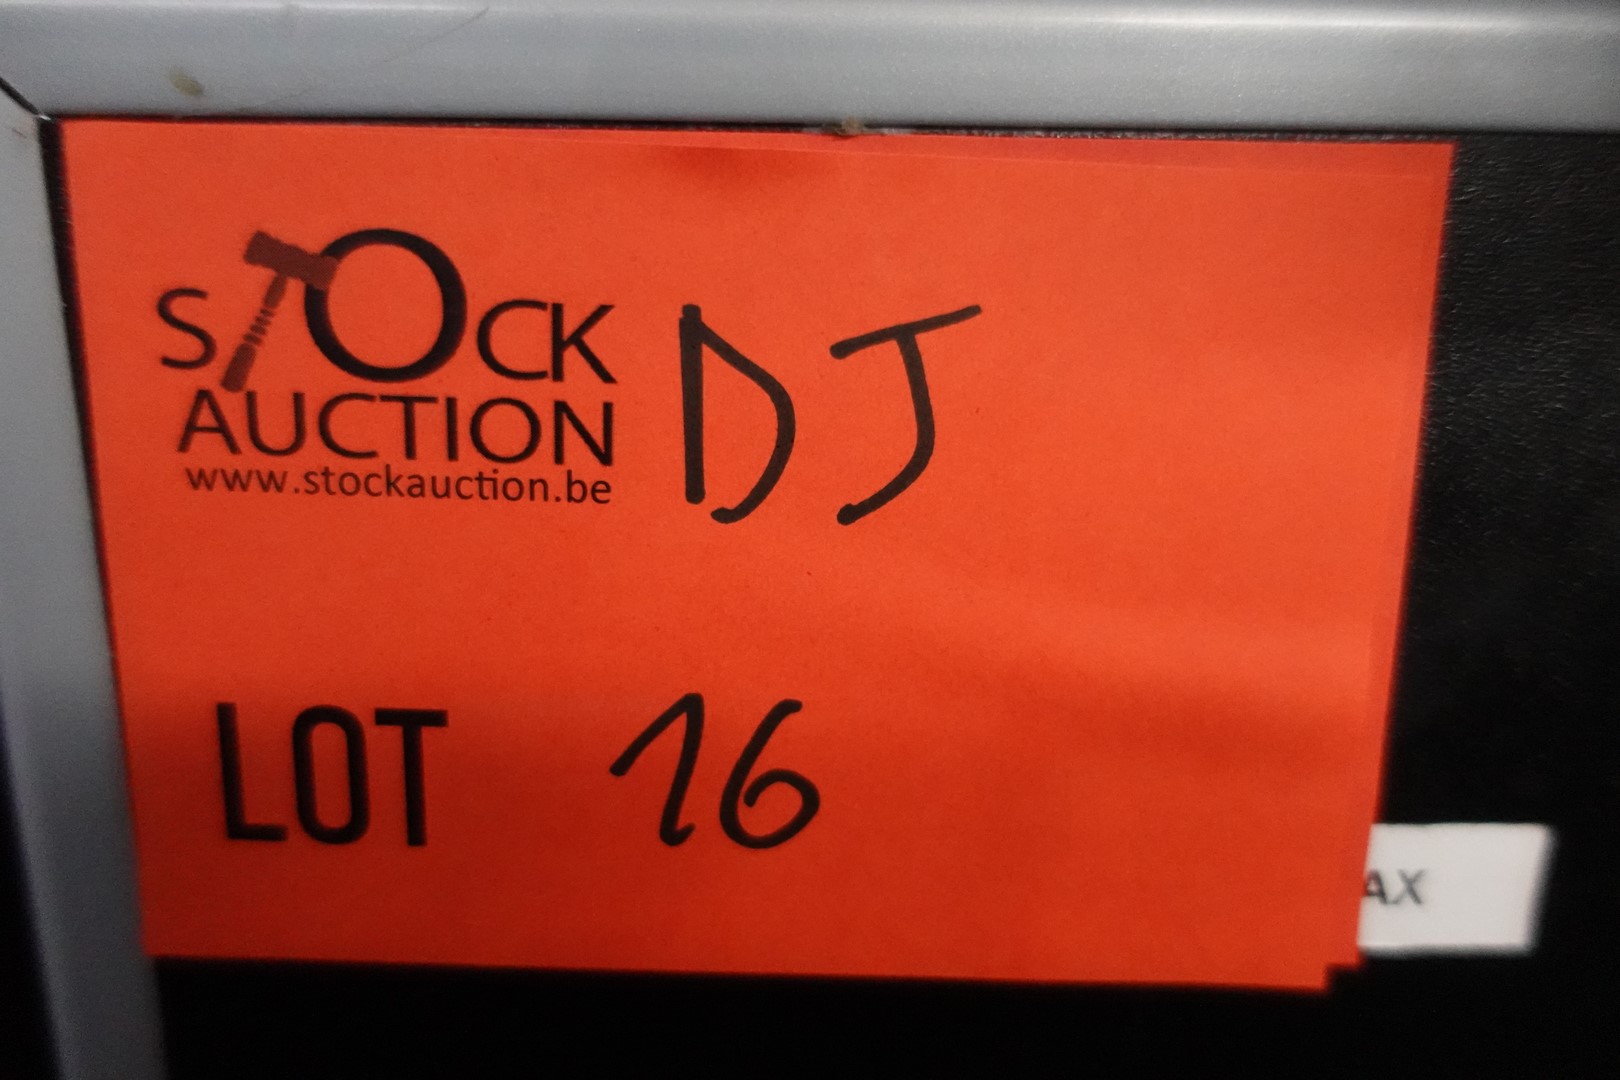 STOCK
AUCTION
www.stockauction.be
DJ
LOT 16
AX